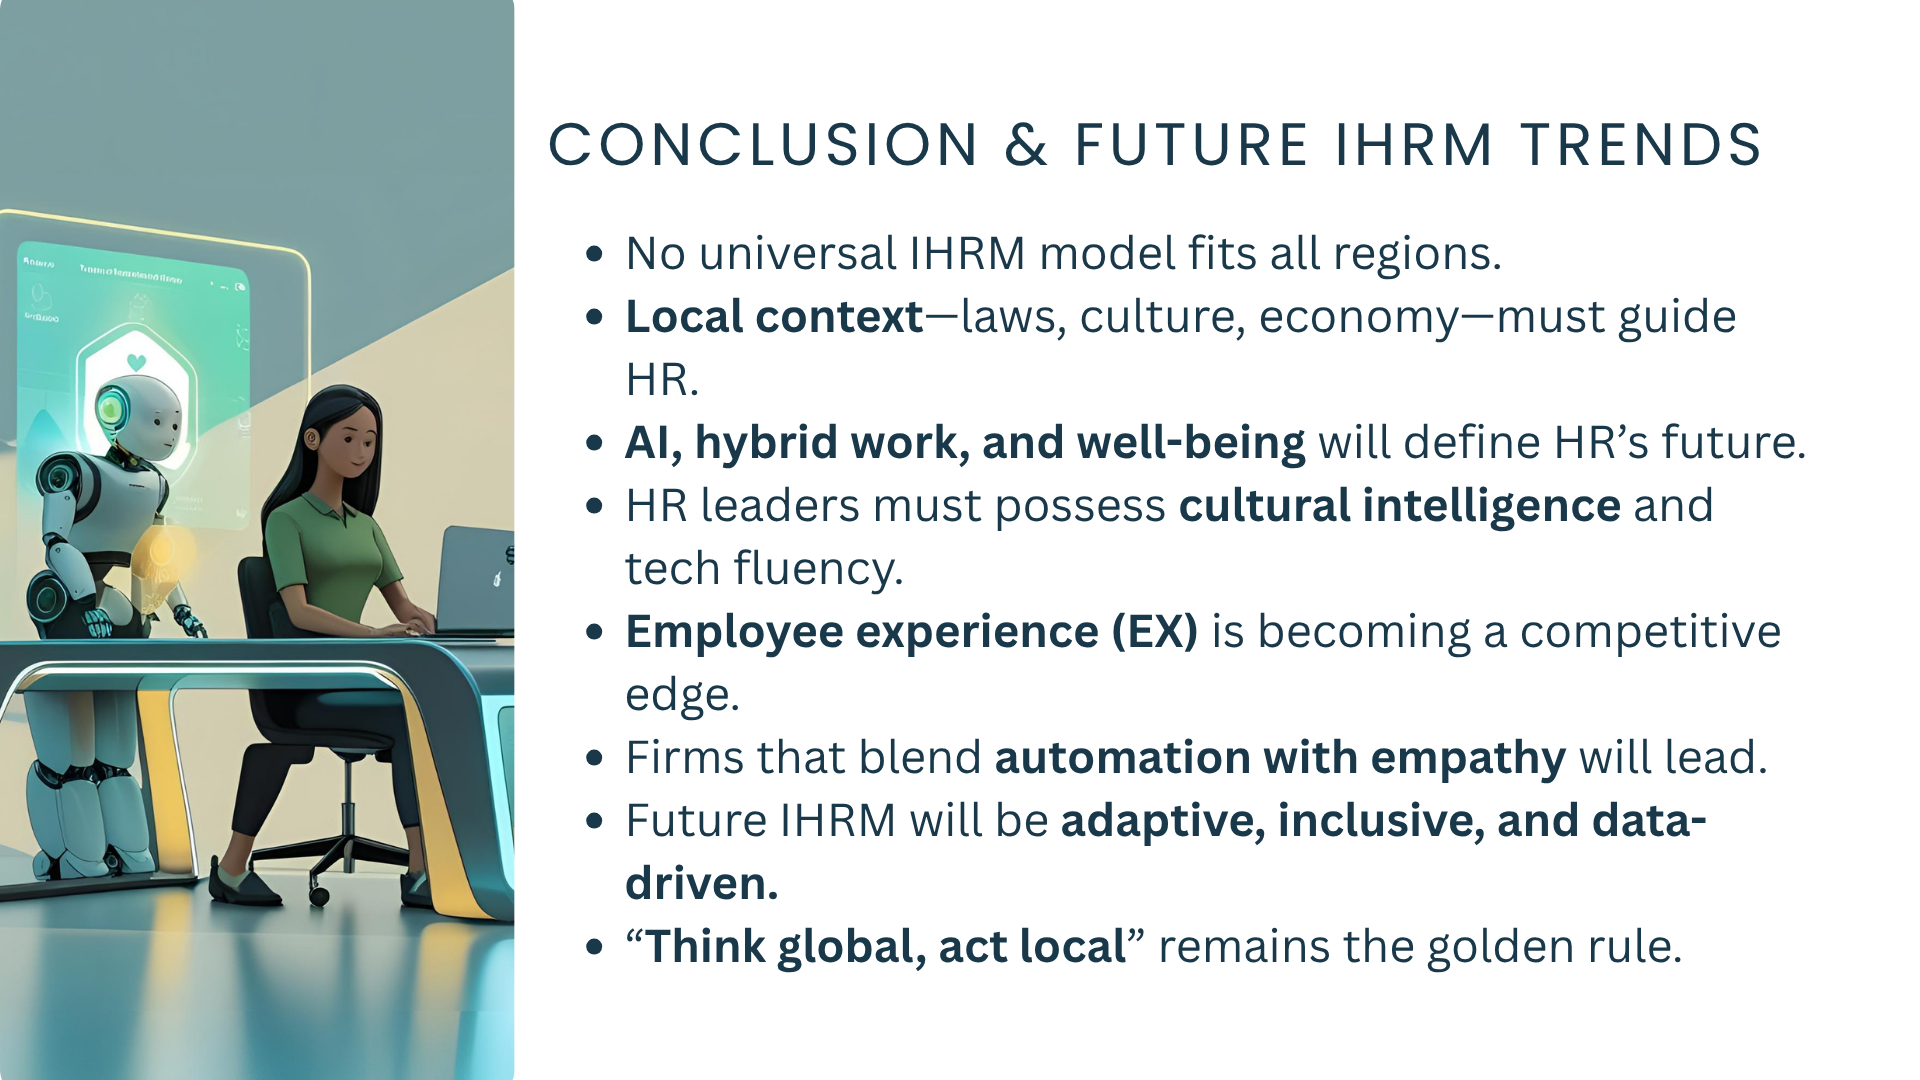 CONCLUSION & FUTURE IHRM TRENDS
• No universal IHRM model fits all regions.
• Local context—laws, culture, economy—must guide
HR.
• AI, hybrid work, and well-being will define HR’s future.
• HR leaders must possess cultural intelligence and
tech fluency.
• Employee experience (EX) is becoming a competitive
edge.
• Firms that blend automation with empathy will lead.
• Future IHRM will be adaptive, inclusive, and data-
driven.
• “Think global, act local” remains the golden rule.